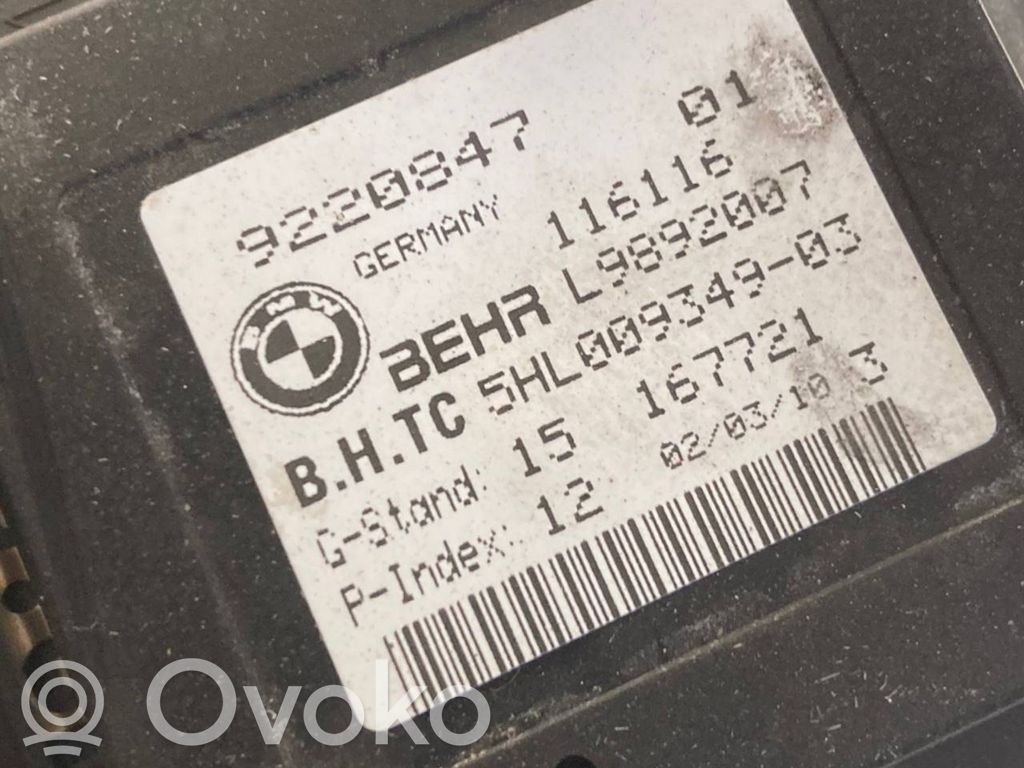 9220847 01
GERMANY 116116
BMW
BEHR L9892007
B.H.TC 5HL009349-03
G-Stand: 15 167721
P-Index: 12 02/03/10 3
Ovoko